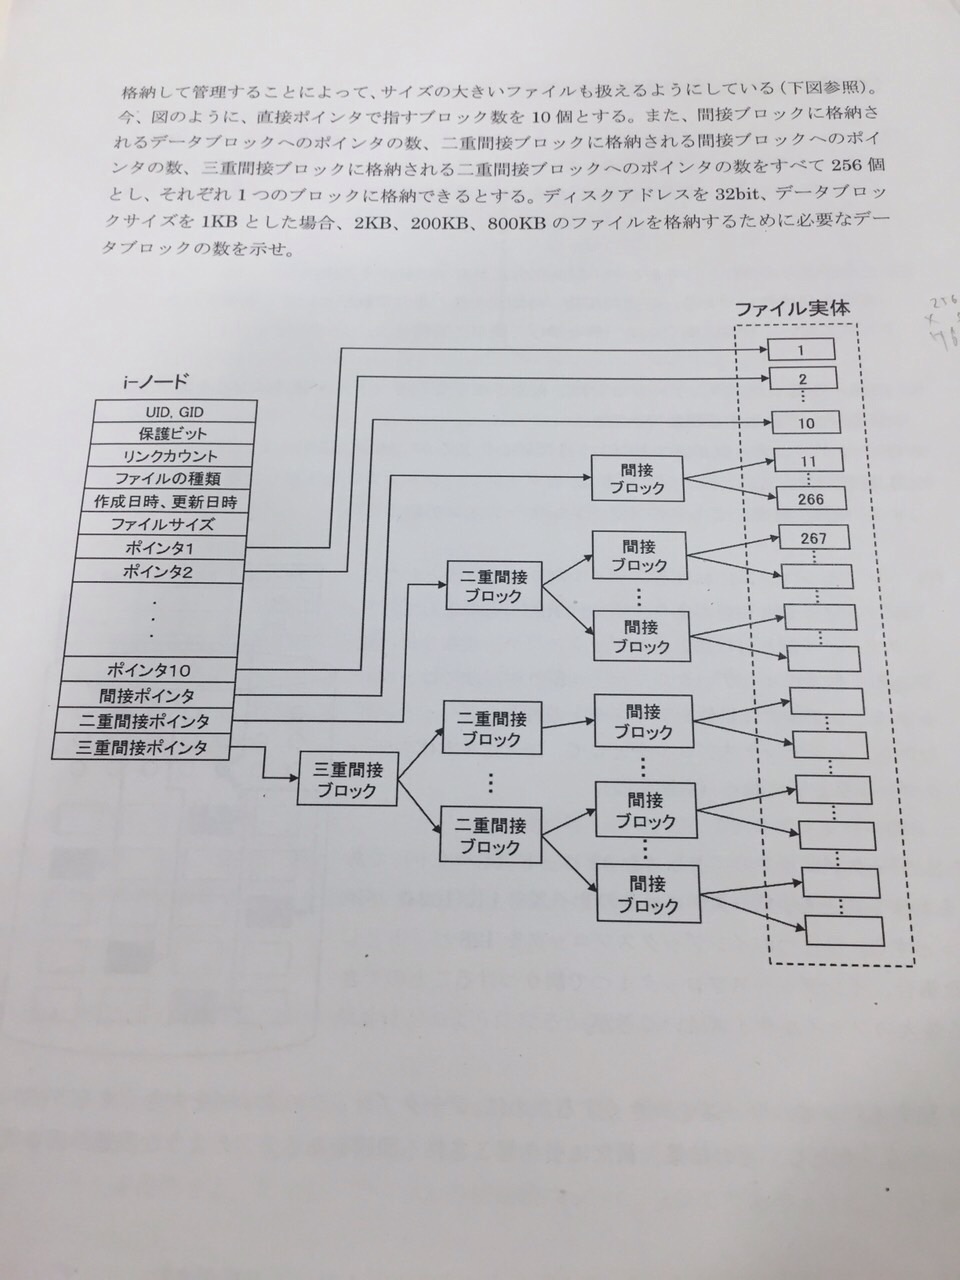 格納して管理することによって、サイズの大きいファイルも扱えるようにしている(下図参照)。
今、図のように、直接ポインタで指すブロック数を 10 個とする。また、間接ブロックに格納さ
れるデータブロックへのポインタの数、二重間接ブロックに格納される間接ブロックへのポイ
ンタの数、三重間接ブロックに格納される二重間接ブロックへのポインタの数をすべて 256 個
とし、それぞれ 1 つのブロックに格納できるとする。ディスクアドレスを 32bit、データブロッ
クサイズを 1KB とした場合、2KB、200KB、800KB のファイルを格納するために必要なデー
タブロックの数を示せ。
ファイル実体
1
i-ノード
2
UID, GID
保護ビット
10
リンクカウント
ファイルの種類
間接
ブロック
11
作成日時、更新日時
266
ファイルサイズ
ポインタ1
間接
ブロック
267
ポインタ2
二重間接
ブロック
間接
ブロック
ポインタ10
間接ポインタ
二重間接ポインタ
三重間接ポインタ
二重間接
ブロック
間接
ブロック
三重間接
ブロック
二重間接
ブロック
間接
ブロック
間接
ブロック